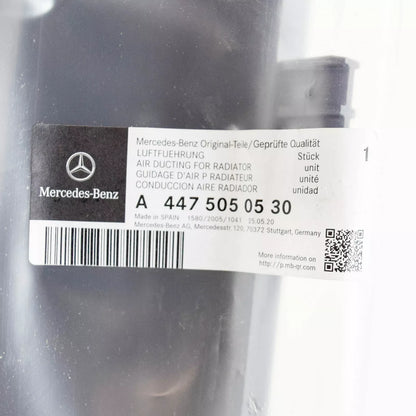 Mercedes-Benz
Mercedes-Benz Original-Teile/Geprüfte Qualität
LUFTFUEHRUNG Stück 1
AIR DUCTING FOR RADIATOR unit
GUIDAGE D'AIR P RADIATEUR unité
CONDUCCION AIRE RADIADOR unidad
A 447 505 05 30
Made in SPAIN 1580/2005/1041 15.05.20
Mercedes-Benz AG, Mercedesstr. 120, 70372 Stuttgart, Germany
More information on
http://p.mb-qr.com